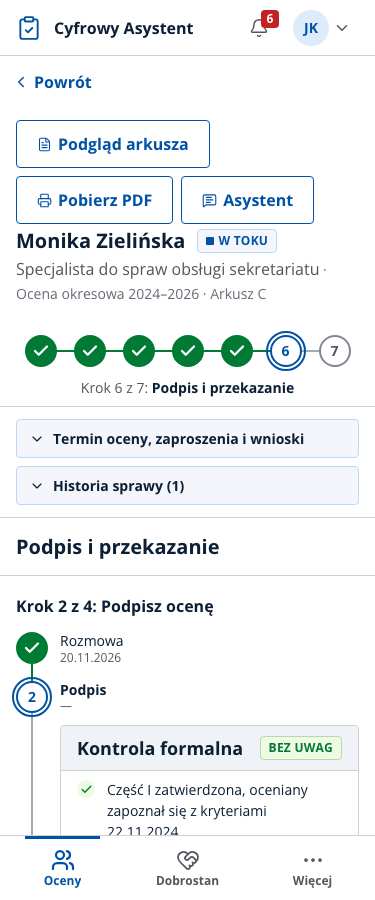 Cyfrowy Asystent
6
JK
Powrót
Podgląd arkusza
Pobierz PDF
Asystent
Monika Zielińska
W TOKU
Specjalista do spraw obsługi sekretariatu ·
Ocena okresowa 2024–2026 · Arkusz C
6
7
Krok 6 z 7: Podpis i przekazanie
Termin oceny, zaproszenia i wnioski
Historia sprawy (1)
Podpis i przekazanie
Krok 2 z 4: Podpisz ocenę
Rozmowa
20.11.2026
2
Podpis
—
Kontrola formalna
BEZ UWAG
Część I zatwierdzona, oceniany
zapoznał się z kryteriami
22.11.2024
Oceny
Dobrostan
Więcej